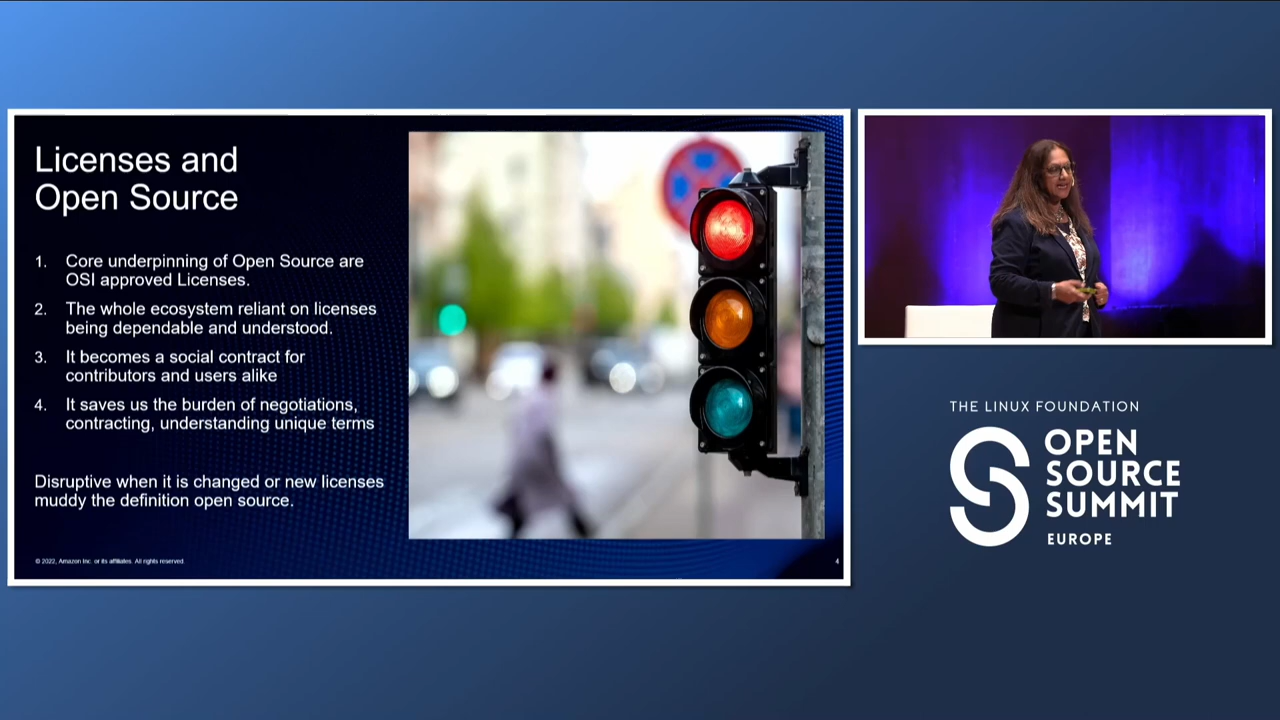 Licenses and
Open Source
1. Core underpinning of Open Source are
OSI approved Licenses.
2. The whole ecosystem reliant on licenses
being dependable and understood.
3. It becomes a social contract for
contributors and users alike
4. It saves us the burden of negotiations,
contracting, understanding unique terms
Disruptive when it is changed or new licenses
muddy the definition open source.
© 2022, Amazon Inc. or its affiliates. All rights reserved.
4
THE LINUX FOUNDATION
OPEN
SOURCE
SUMMIT
EUROPE